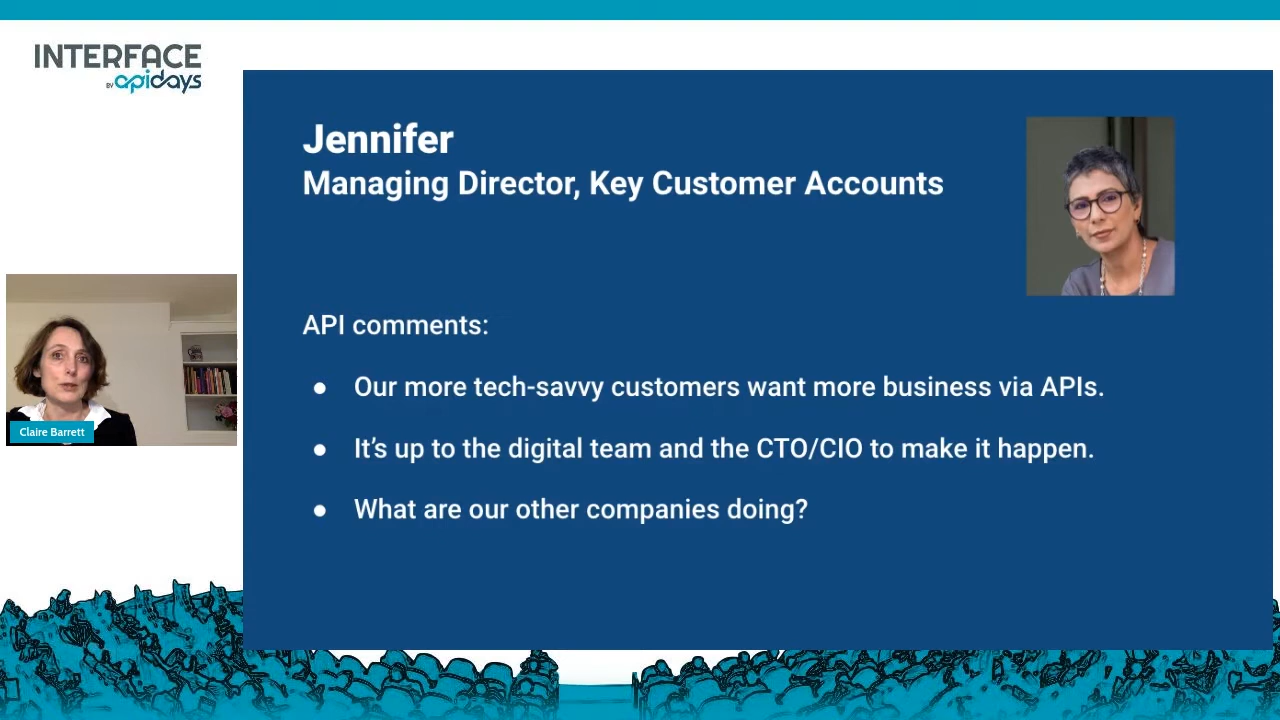 INTERFACE
BY apidays
Jennifer
Managing Director, Key Customer Accounts
API comments:
● Our more tech-savvy customers want more business via APIs.
● It’s up to the digital team and the CTO/CIO to make it happen.
● What are our other companies doing?
Claire Barrett